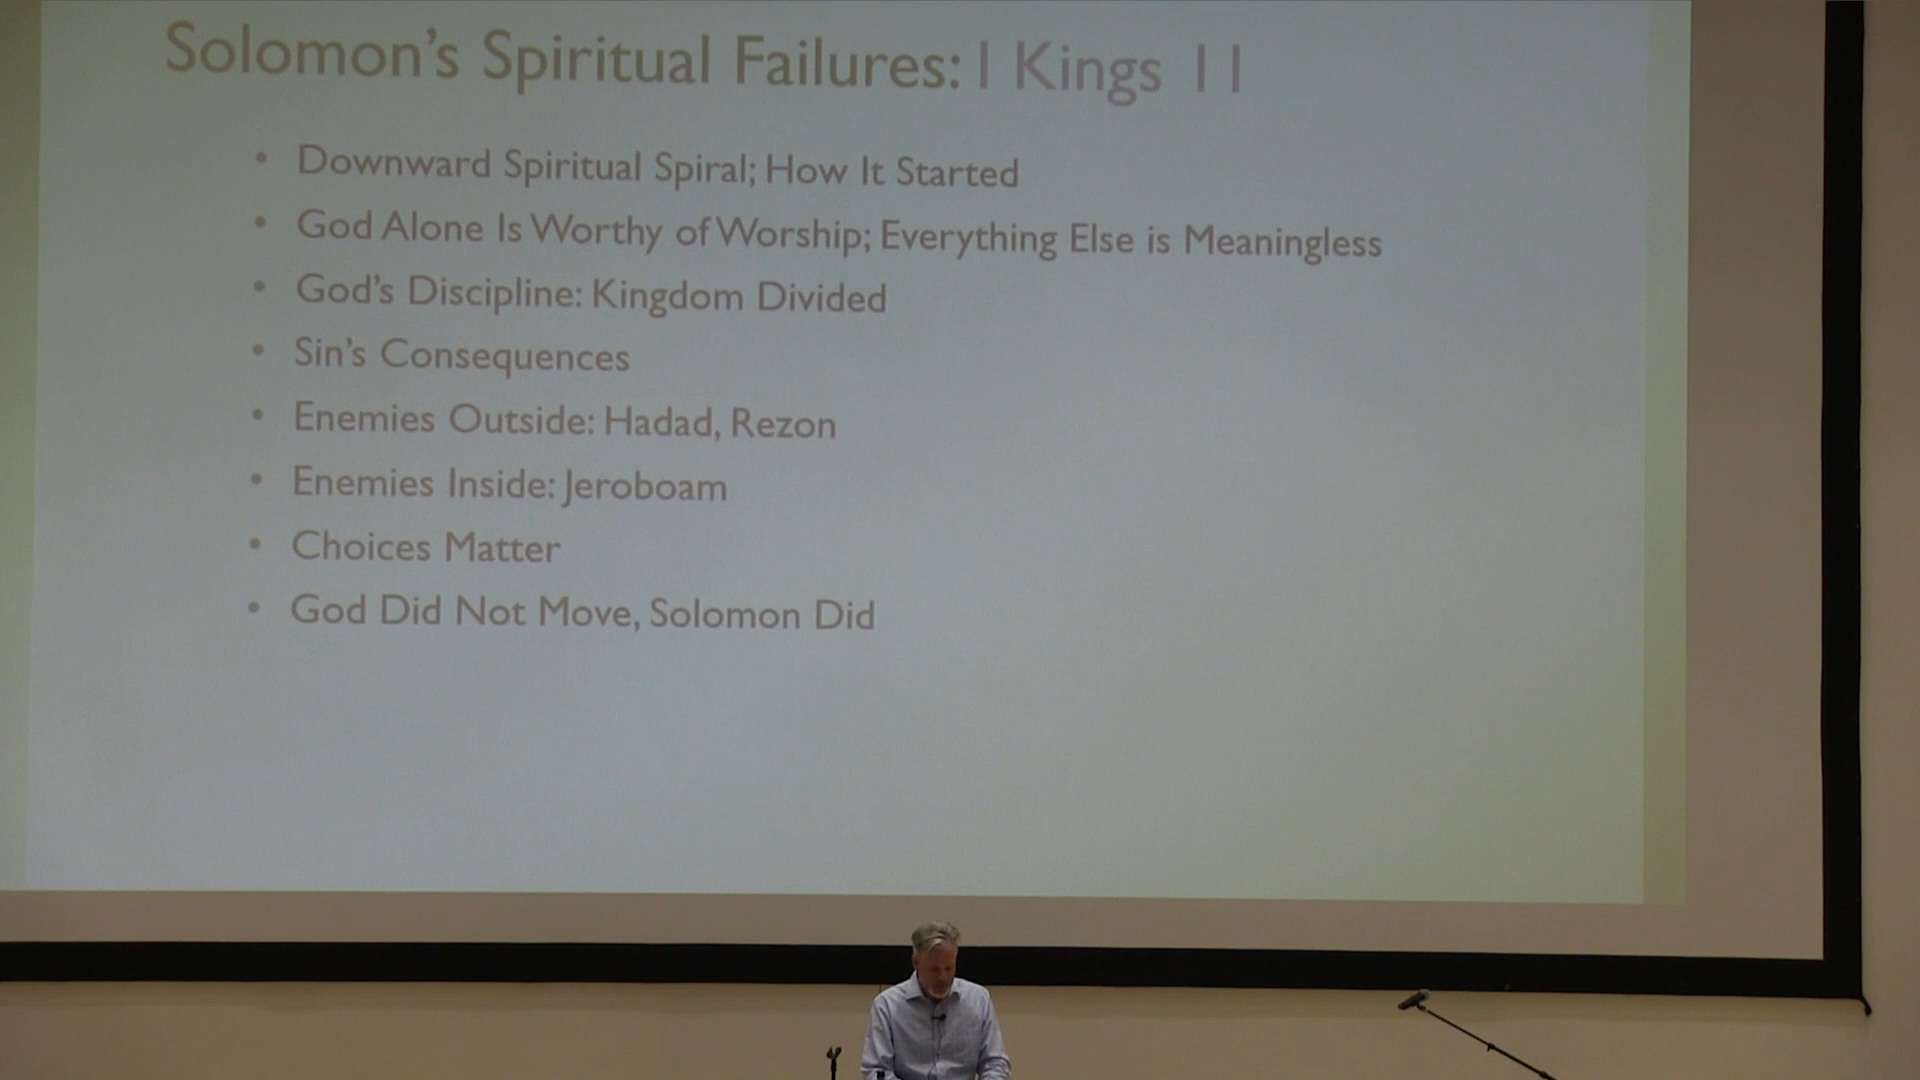 Solomon's Spiritual Failures: I Kings 11
• Downward Spiritual Spiral; How It Started
• God Alone Is Worthy of Worship; Everything Else is Meaningless
• God's Discipline: Kingdom Divided
• Sin's Consequences
• Enemies Outside: Hadad, Rezon
• Enemies Inside: Jeroboam
• Choices Matter
• God Did Not Move, Solomon Did